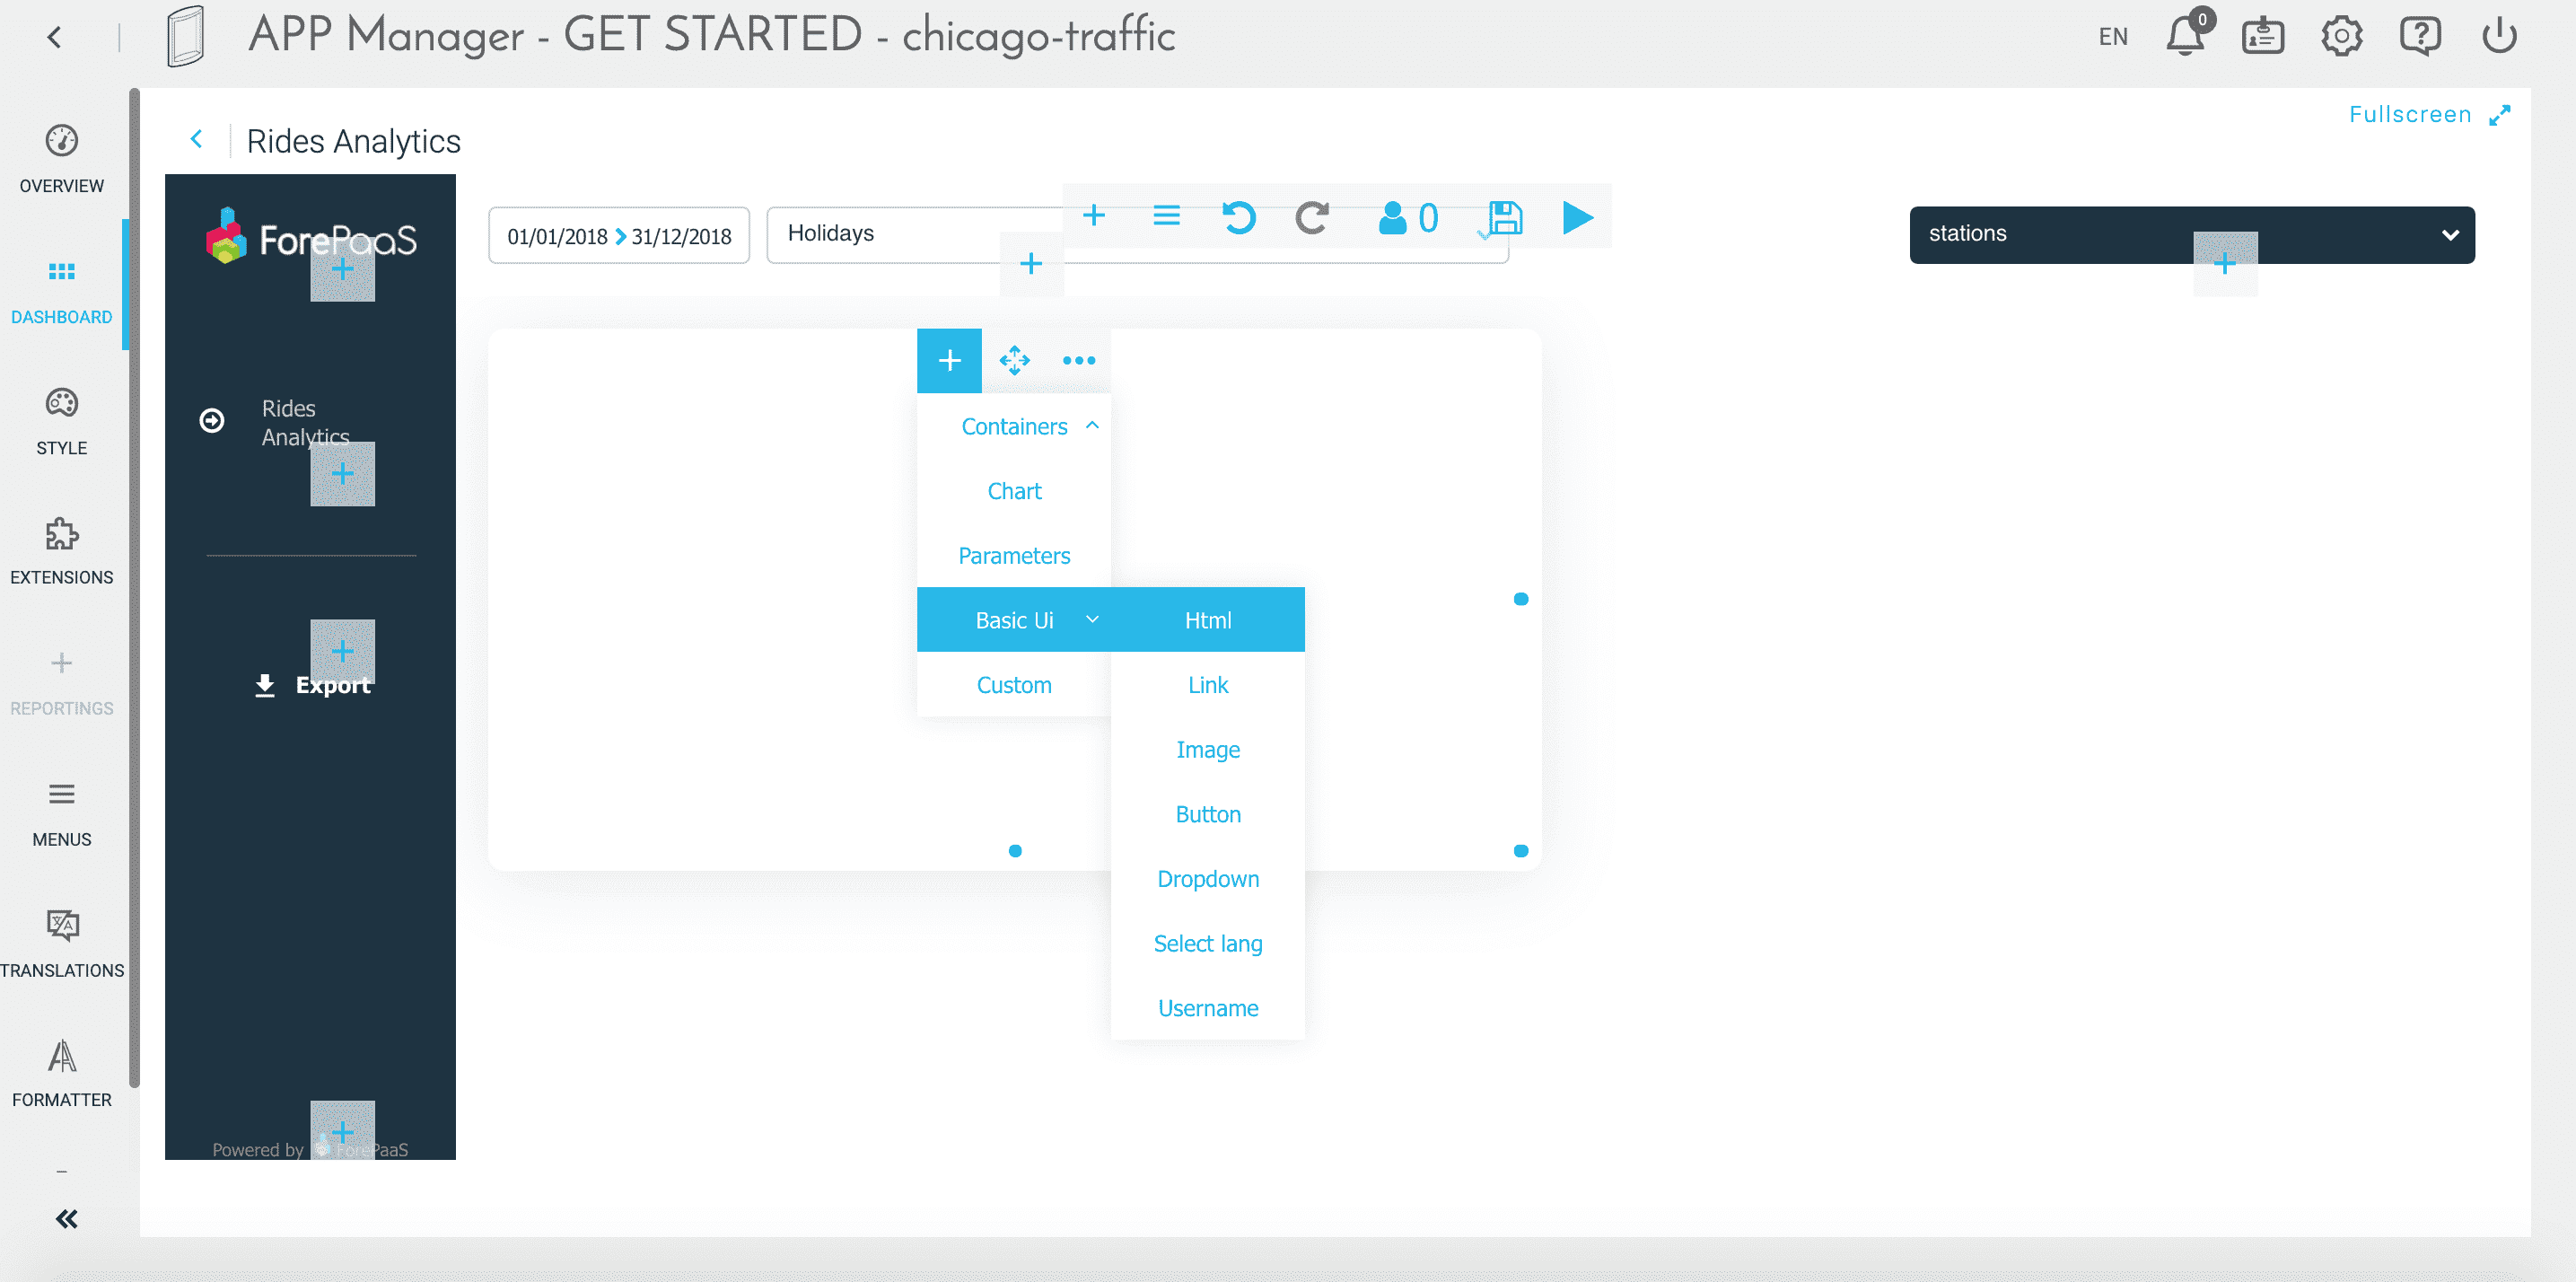 APP Manager - GET STARTED - chicago-traffic
EN
0
Fullscreen
Rides Analytics
OVERVIEW
DASHBOARD
STYLE
EXTENSIONS
REPORTINGS
MENUS
TRANSLATIONS
FORMATTER
ForePaaS
Rides
Analytics
Export
Powered by ForePaaS
01/01/2018 31/12/2018
Holidays
0
stations
Containers
Chart
Parameters
Basic Ui
Custom
Html
Link
Image
Button
Dropdown
Select lang
Username